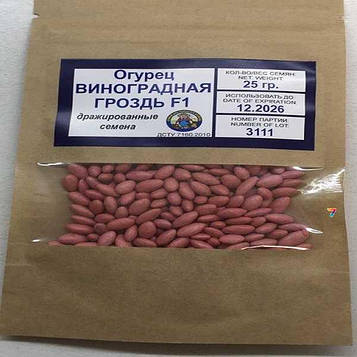 Огурец
ВИНОГРАДНАЯ
ГРОЗДЬ F1
дражированные
семена
ДСТУ 7160:2010
КОЛ-ВО/ВЕС СЕМЯН:
NET. WEIGHT
25 гр.
ИСПОЛЬЗОВАТЬ ДО
DATE OF EXPIRATION
12.2026
НОМЕР ПАРТИИ
NUMBER OF LOT:
3111